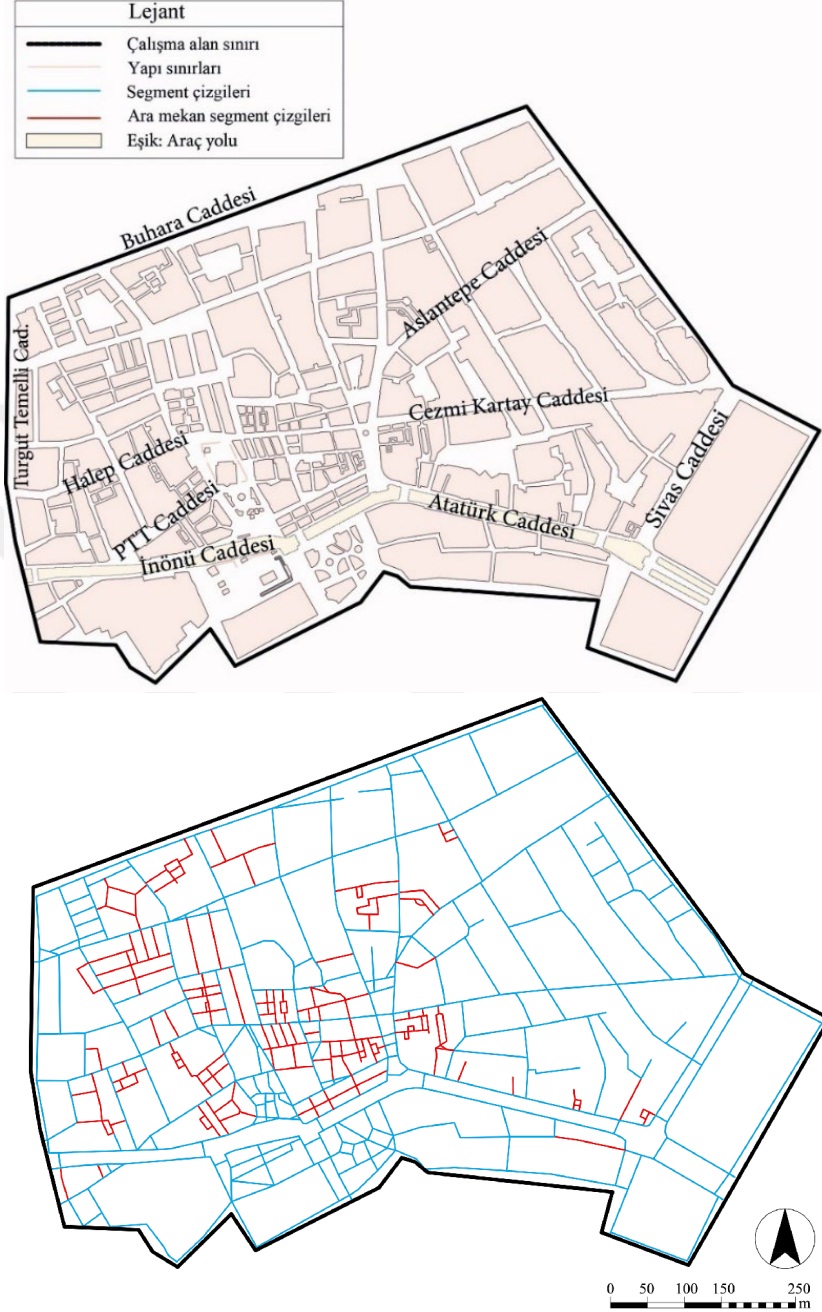 Lejant
Çalışma alan sınırı
Yapı sınırları
Segment çizgileri
Ara mekan segment çizgileri
Eşik: Araç yolu
Buhara Caddesi
Aslantepe Caddesi
Turgut Temelli Cad.
Cezmi Kartay Caddesi
Halep Caddesi
Sivas Caddesi
PTT Caddesi
Atatürk Caddesi
İnönü Caddesi
0 50 100 150 250
m